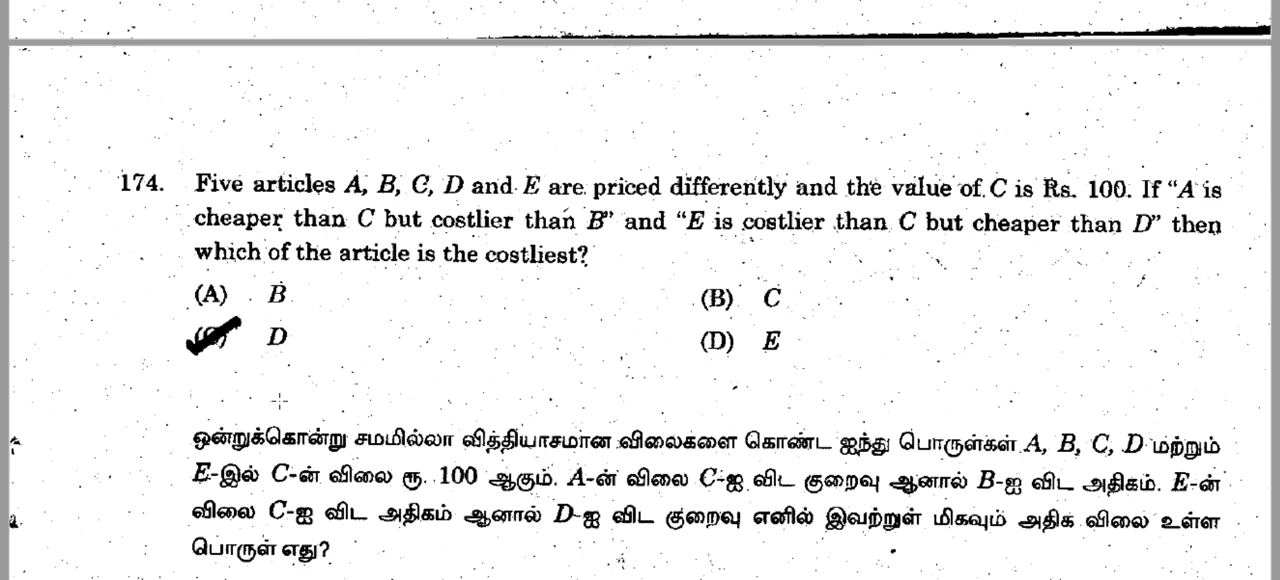 174. Five articles A, B, C, D and E are priced differently and the value of C is Rs. 100. If “A is
cheaper than C but costlier than B” and “E is costlier than C but cheaper than D” then
which of the article is the costliest?
(A) B (B) C
D (D) E
ஒன்றுக்கொன்று சமமில்லா வித்தியாசமான விலைகளை கொண்ட ஐந்து பொருள்கள் A, B, C, D மற்றும்
E-இல் C-ன் விலை ரூ. 100 ஆகும். A-ன் விலை C-ஐ விட குறைவு ஆனால் B-ஐ விட அதிகம். E-ன்
விலை C-ஐ விட அதிகம் ஆனால் D-ஐ விட குறைவு எனில் இவற்றுள் மிகவும் அதிக விலை உள்ள
பொருள் எது?